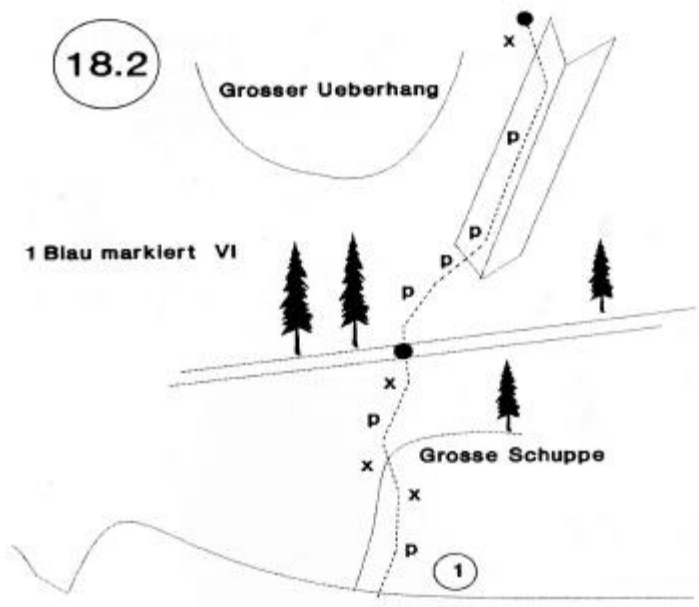 18.2
x
Grosser Ueberhang
p
p
1 Blau markiert VI
p
p
x
p
Grosse Schuppe
x
x
p
1